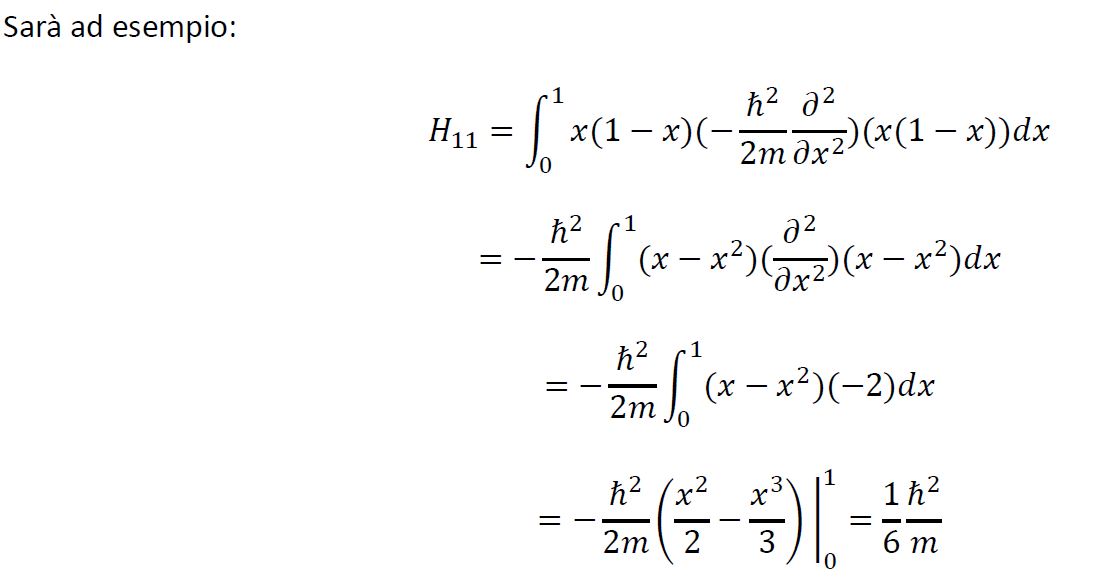 Sarà ad esempio:
H₁₁ = ∫₀¹ x(1 − x)(− ℏ²/2m ∂²/∂x²)(x(1 − x))dx
= − ℏ²/2m ∫₀¹ (x − x²)(∂²/∂x²)(x − x²)dx
= − ℏ²/2m ∫₀¹ (x − x²)(−2)dx
= − ℏ²/2m (x²/2 − x³/3)|₀¹ = 1/6 ℏ²/m